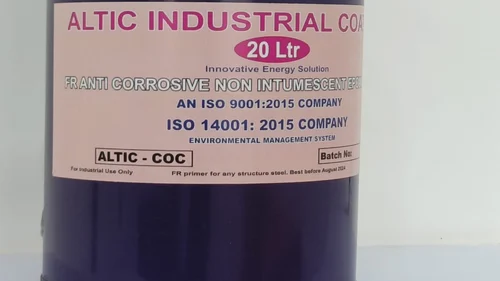 ALTIC INDUSTRIAL
20 Ltr
Innovative Energy Solution
FR ANTI CORROSIVE NON INTUMESCENT
AN ISO 9001:2015 COMPANY
ISO 14001: 2015 COMPANY
ENVIRONMENTAL MANAGEMENT SYSTEM
ALTIC - COC
Batch No:
For Industrial Use Only
FR primer for any structure steel. Best before August 2024